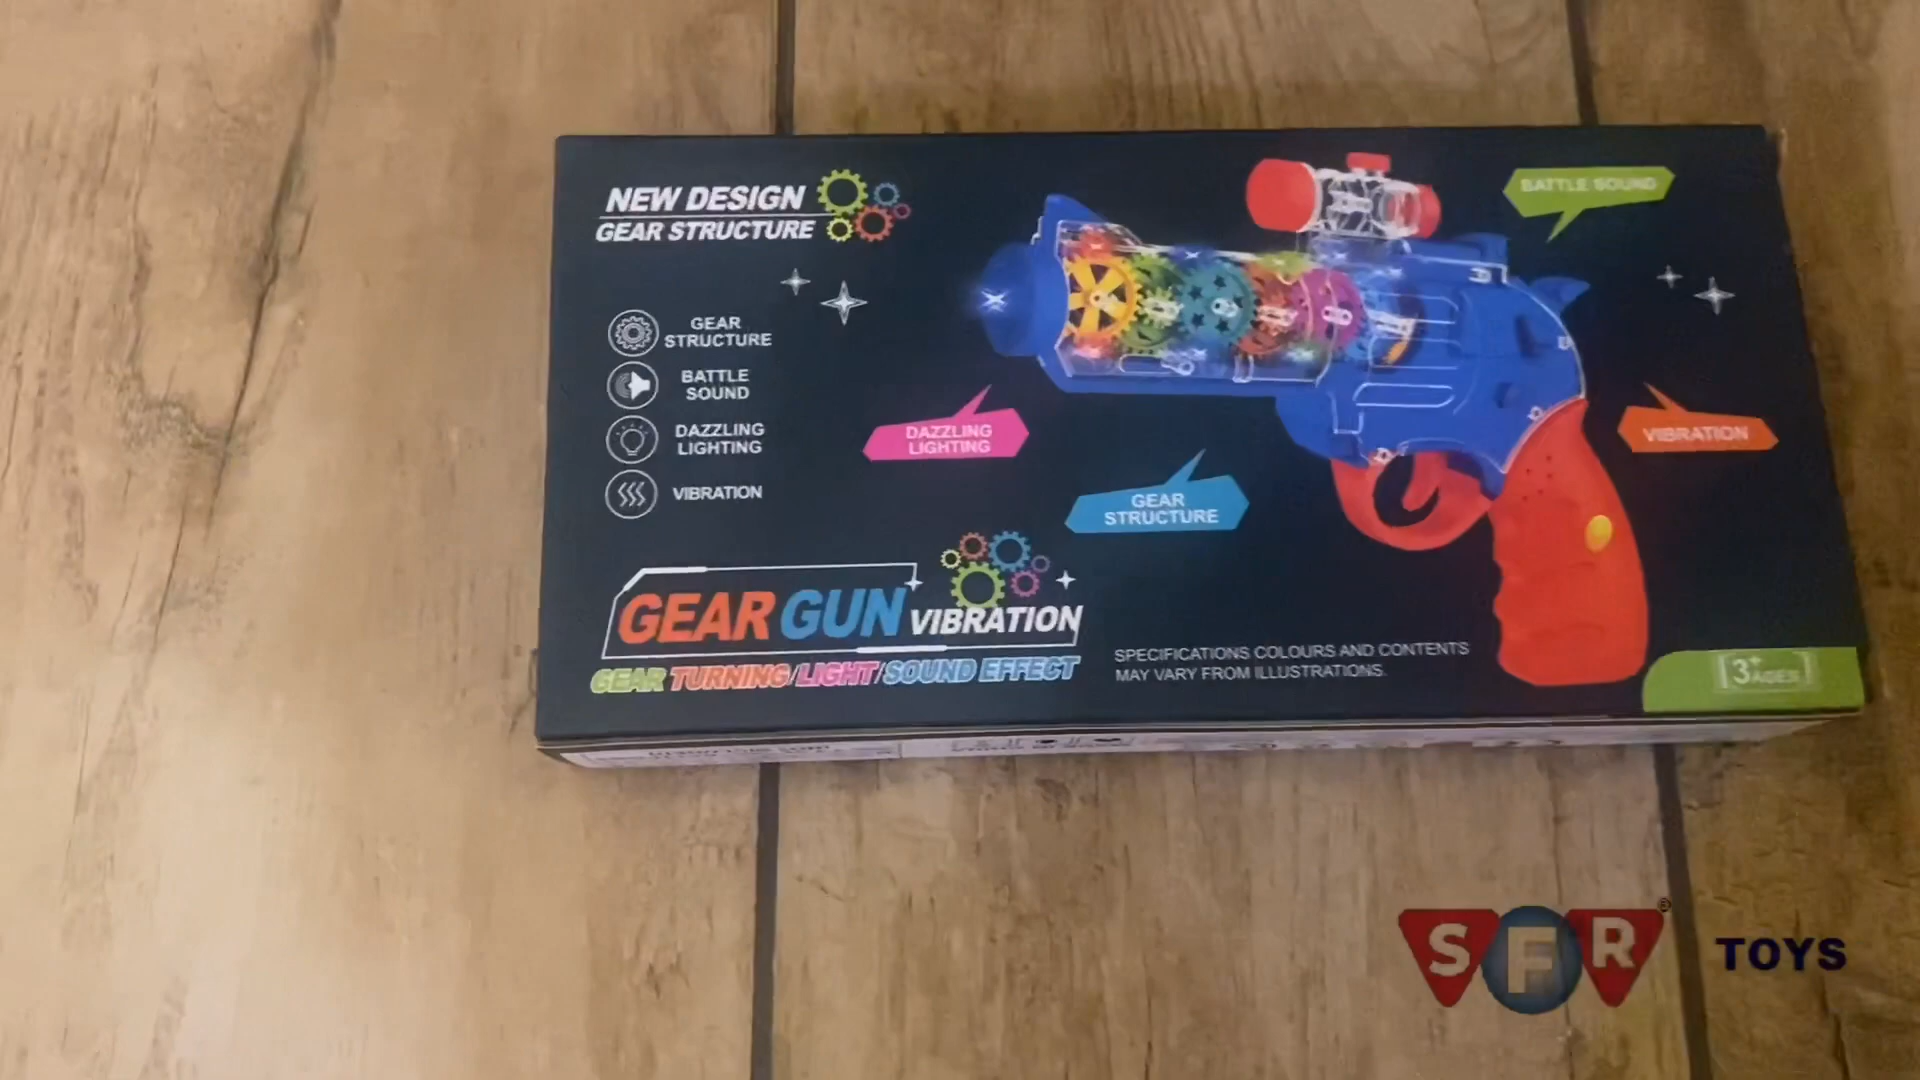 NEW DESIGN
GEAR STRUCTURE
GEAR
STRUCTURE
BATTLE
SOUND
DAZZLING
LIGHTING
VIBRATION
BATTLE SOUND
DAZZLING
LIGHTING
GEAR
STRUCTURE
VIBRATION
GEAR GUN VIBRATION
GEAR TURNING/LIGHT/SOUND EFFECT
SPECIFICATIONS COLOURS AND CONTENTS
MAY VARY FROM ILLUSTRATIONS.
3+ AGES
SFR® TOYS